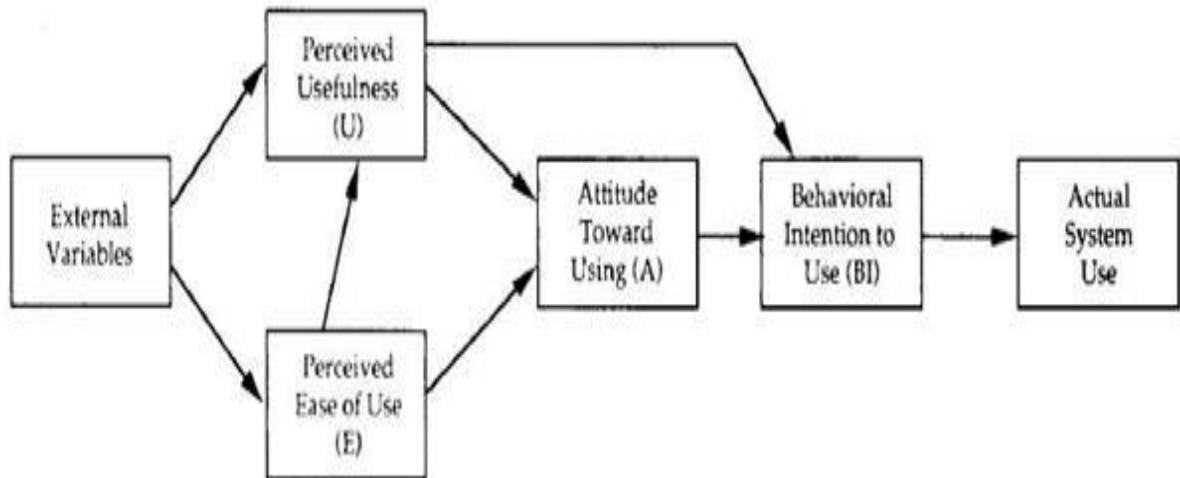 Perceived
Usefulness
(U)
External
Variables
Perceived
Ease of Use
(E)
Attitude
Toward
Using (A)
Behavioral
Intention to
Use (BI)
Actual
System
Use